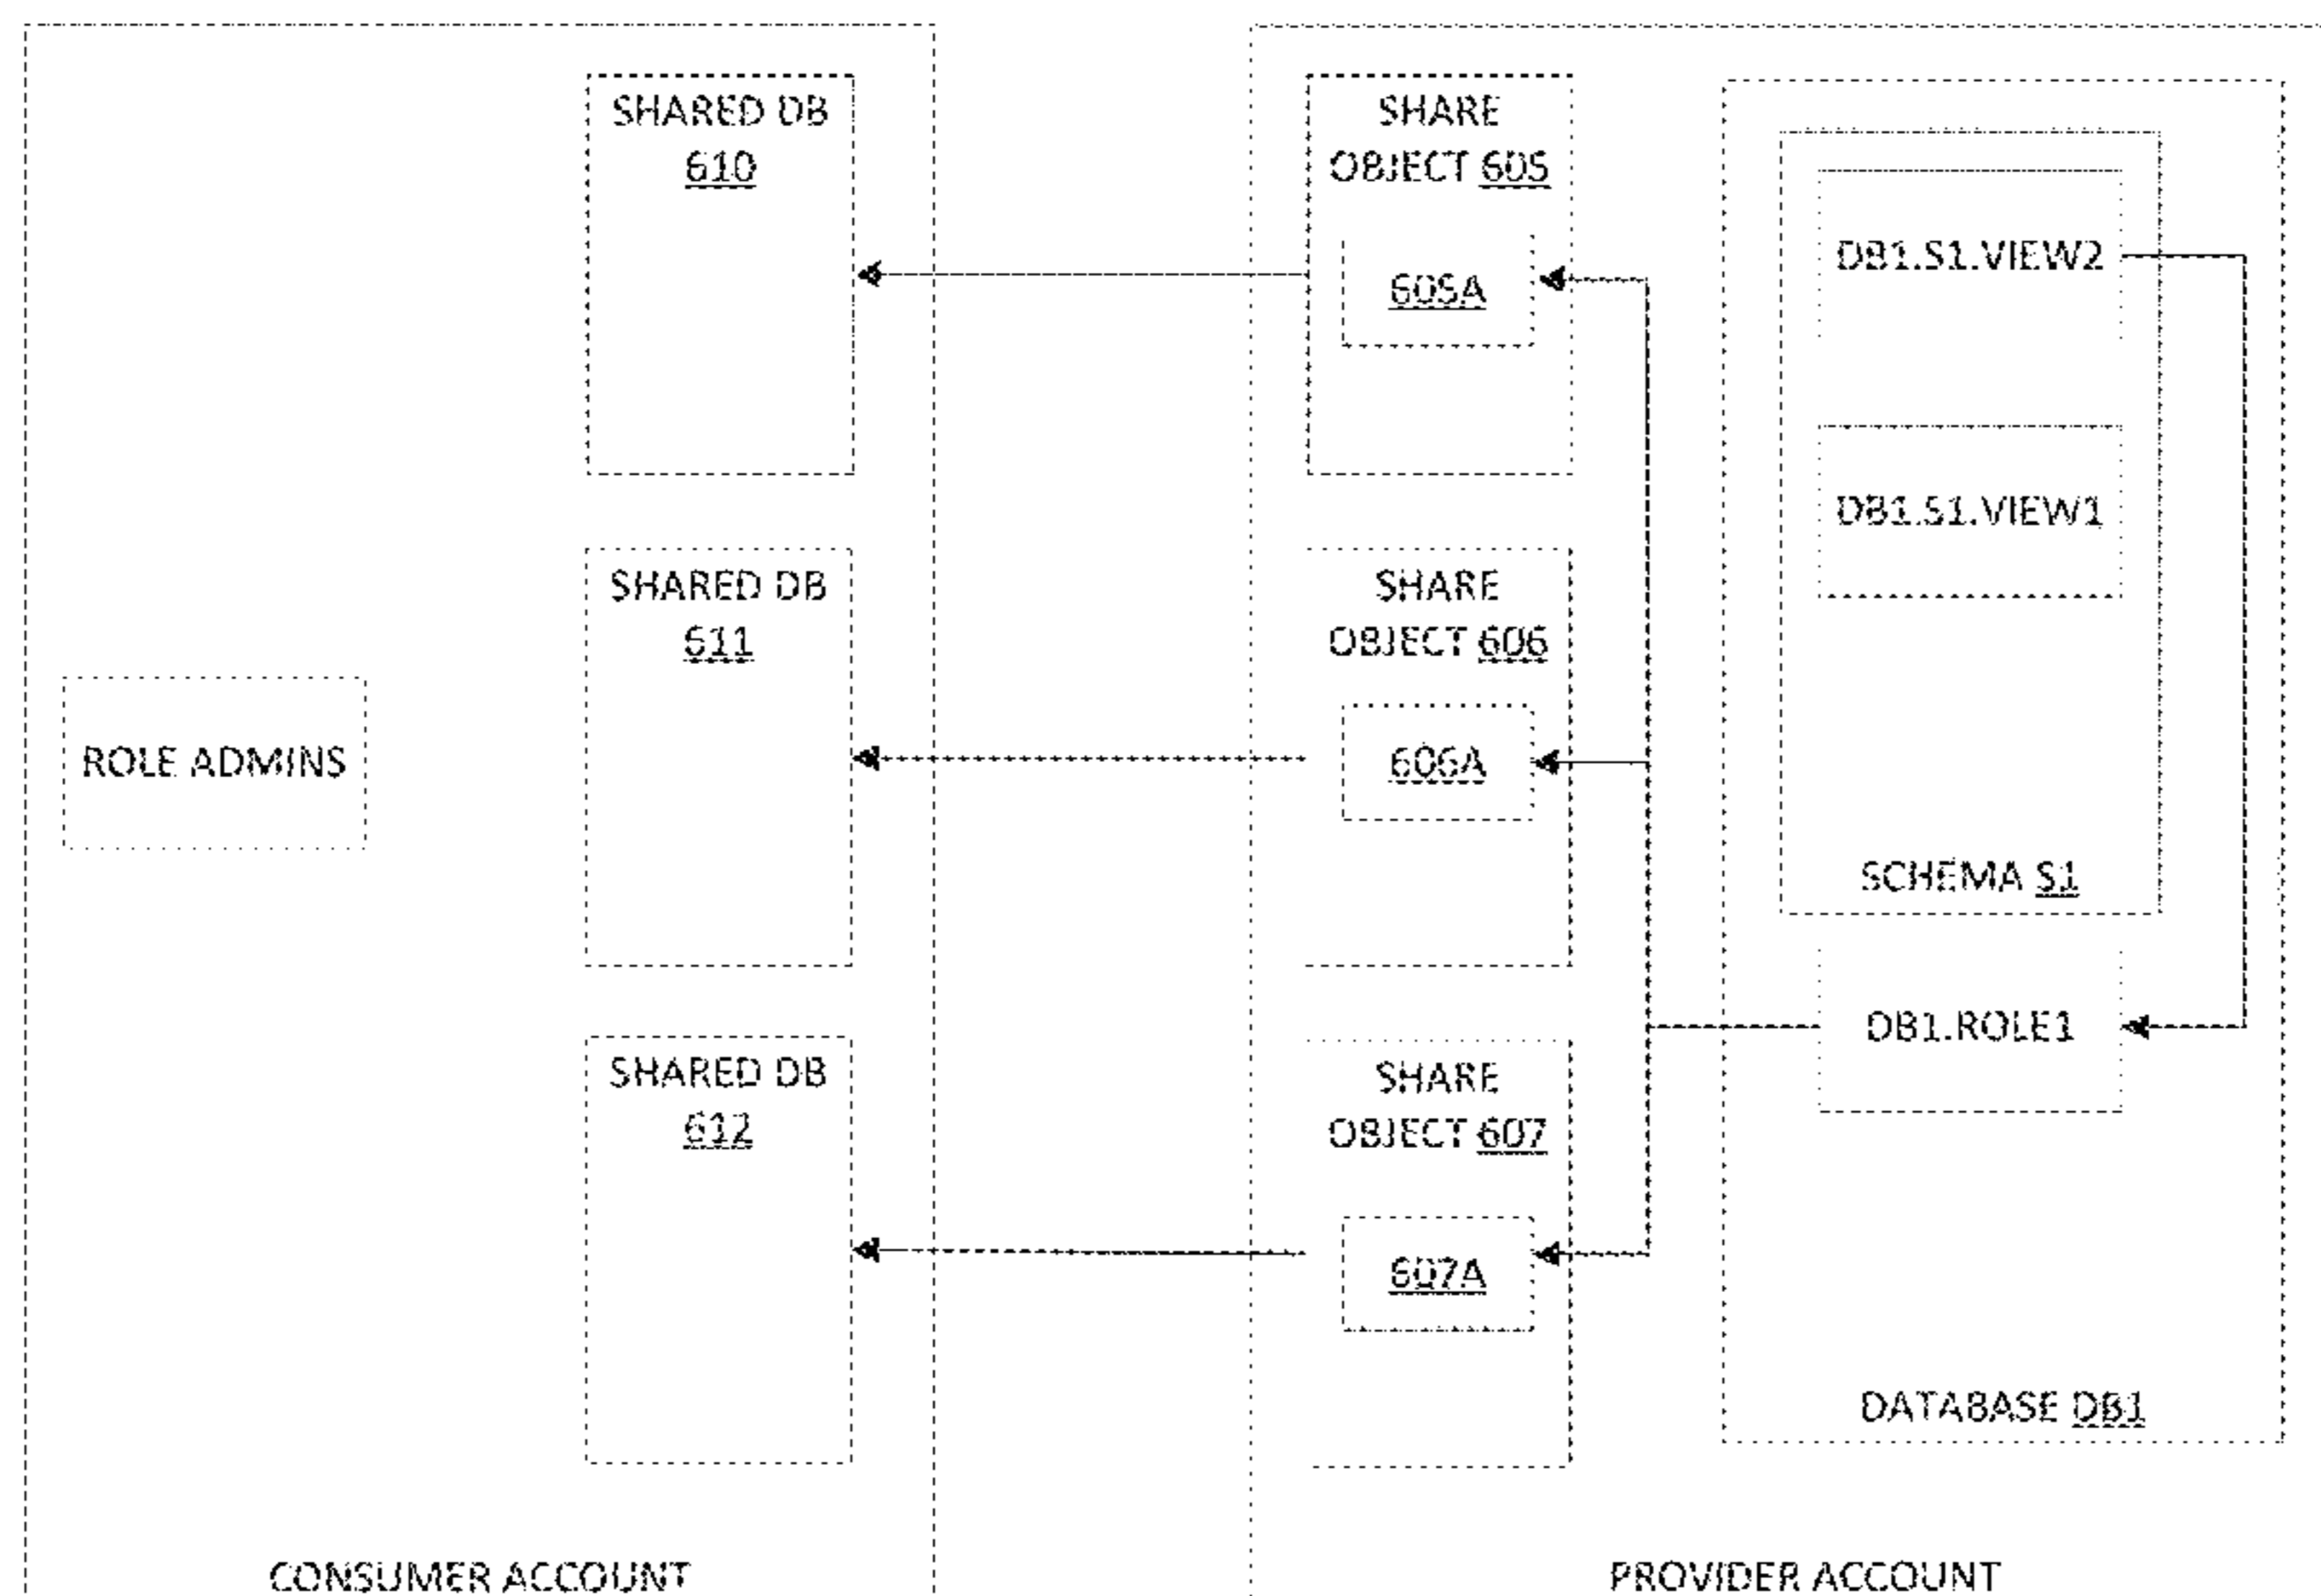 SHARED DB
610
SHARED DB
611
ROLE ADMINS
SHARED DB
612
CONSUMER ACCOUNT
SHARE
OBJECT 605
605A
SHARE
OBJECT 606
606A
SHARE
OBJECT 607
607A
DB1.S1.VIEW2
DB1.S1.VIEW1
SCHEMA S1
DB1.ROLE1
DATABASE DB1
PROVIDER ACCOUNT